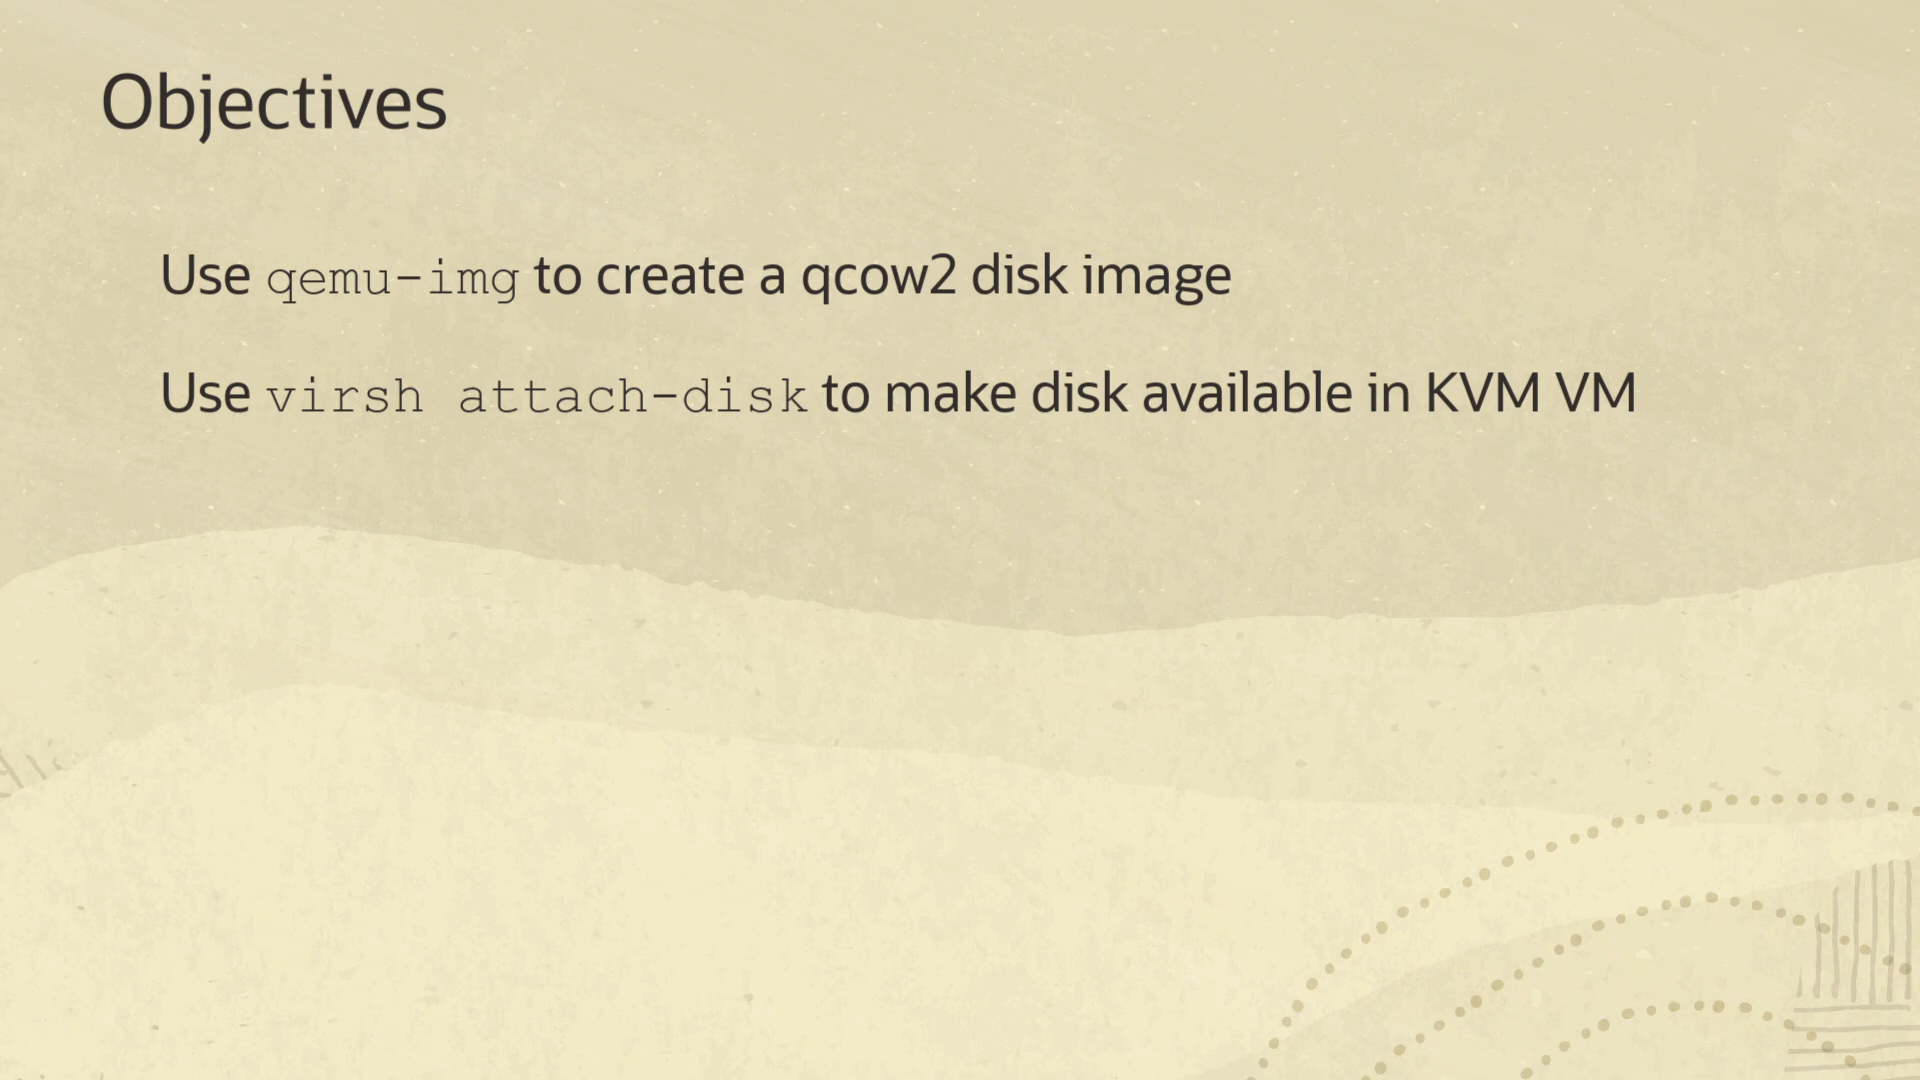 Objectives
Use qemu-img to create a qcow2 disk image
Use virsh attach-disk to make disk available in KVM VM